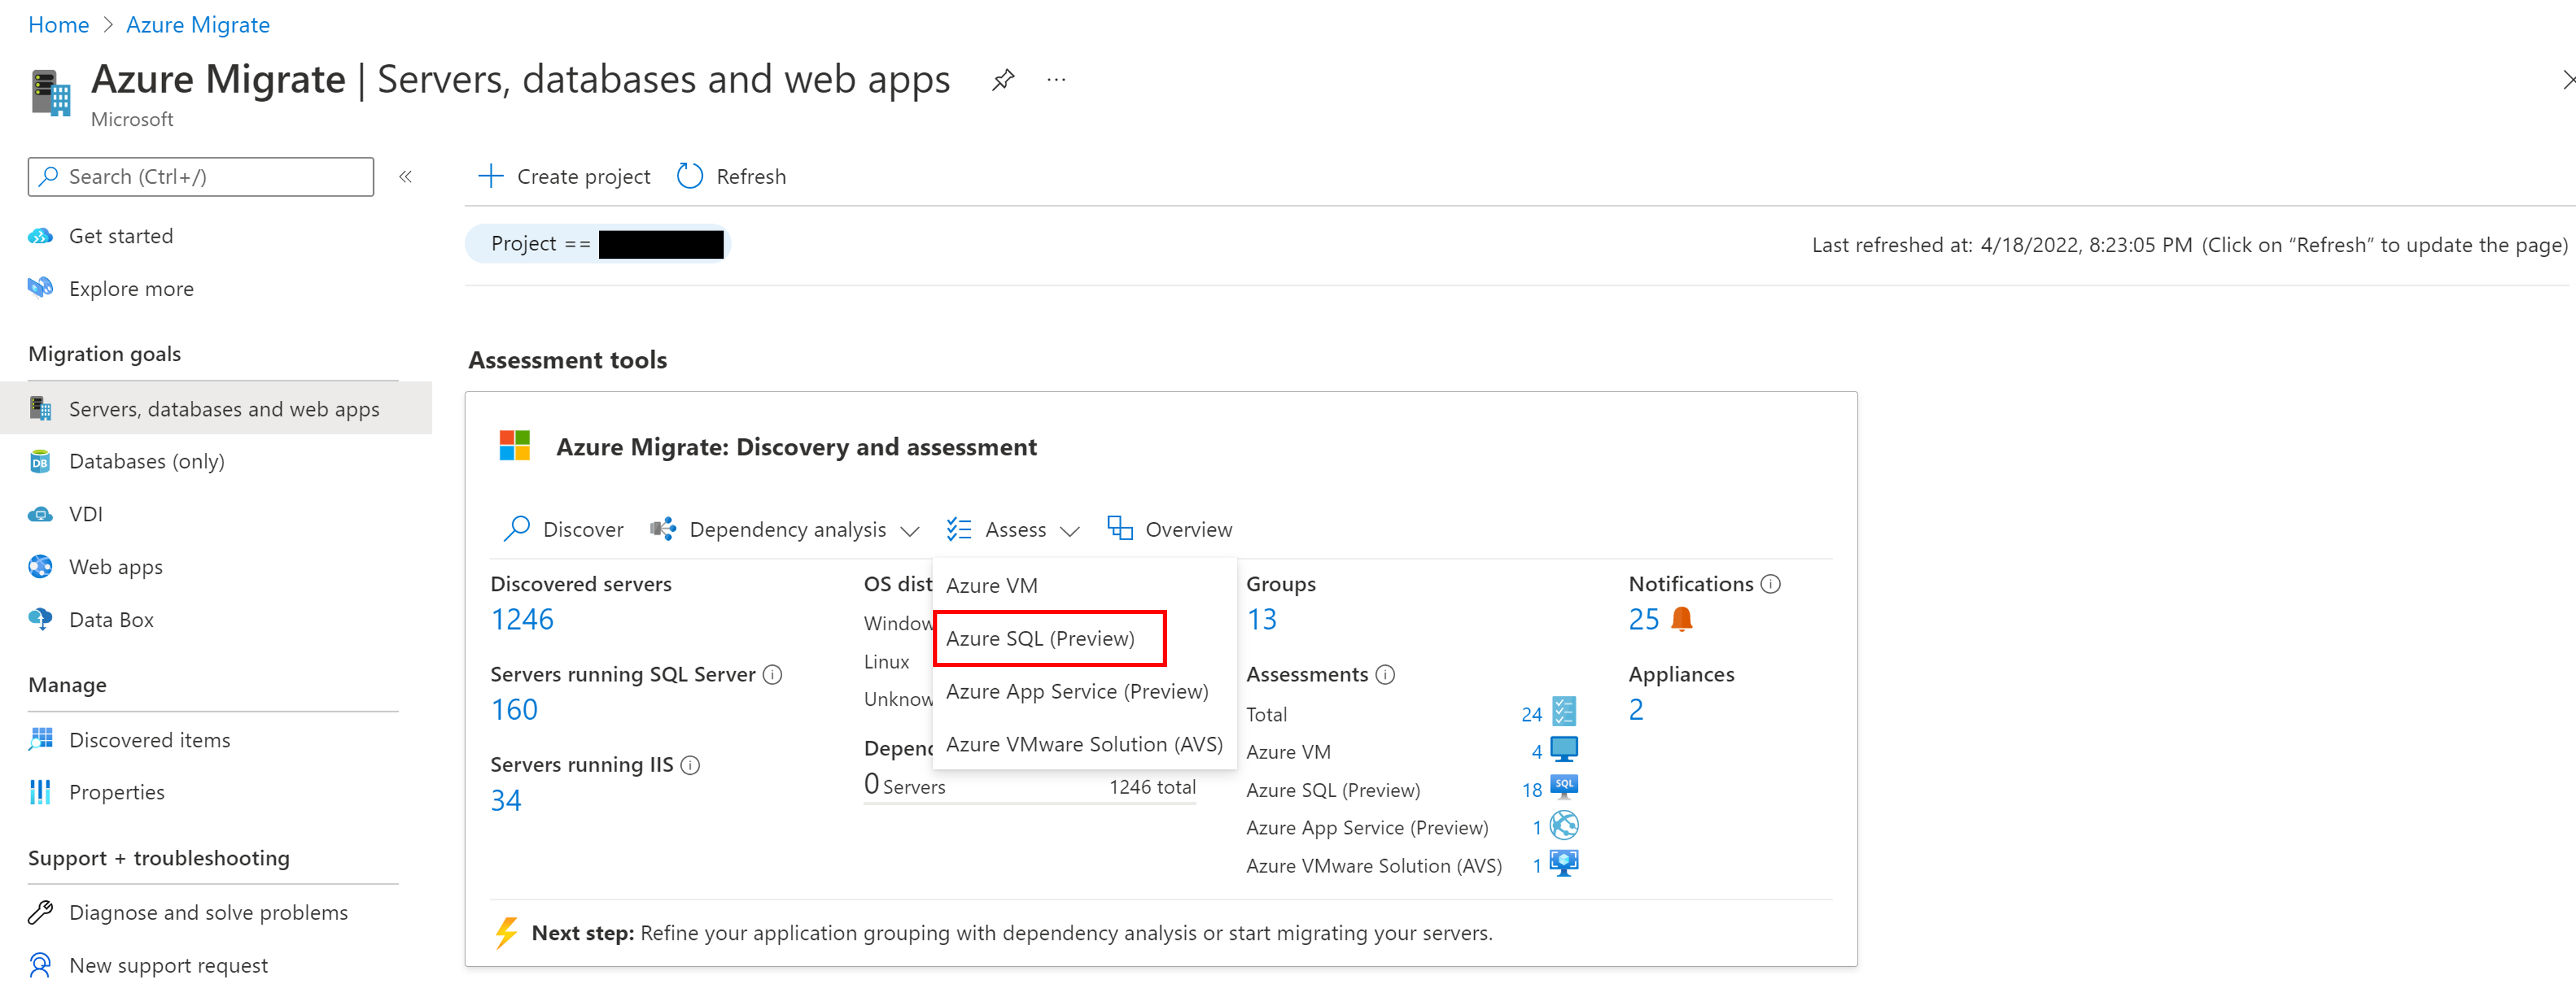 Home > Azure Migrate
Azure Migrate | Servers, databases and web apps
Microsoft
Search (Ctrl+/)
Get started
Explore more
Migration goals
Servers, databases and web apps
Databases (only)
VDI
Web apps
Data Box
Manage
Discovered items
Properties
Support + troubleshooting
Diagnose and solve problems
New support request
Create project
Refresh
Project ==
Last refreshed at: 4/18/2022, 8:23:05 PM (Click on “Refresh” to update the page)
Assessment tools
Azure Migrate: Discovery and assessment
Discover
Dependency analysis
Assess
Overview
Discovered servers
1246
Servers running SQL Server
160
Servers running IIS
34
OS dist
Window
Linux
Unknow
Depend
0 Servers
1246 total
Azure VM
Azure SQL (Preview)
Azure App Service (Preview)
Azure VMware Solution (AVS)
Groups
13
Assessments
Total 24
Azure VM 4
Azure SQL (Preview) 18
SQL
Azure App Service (Preview) 1
Azure VMware Solution (AVS) 1
Notifications
25
Appliances
2
Next step: Refine your application grouping with dependency analysis or start migrating your servers.